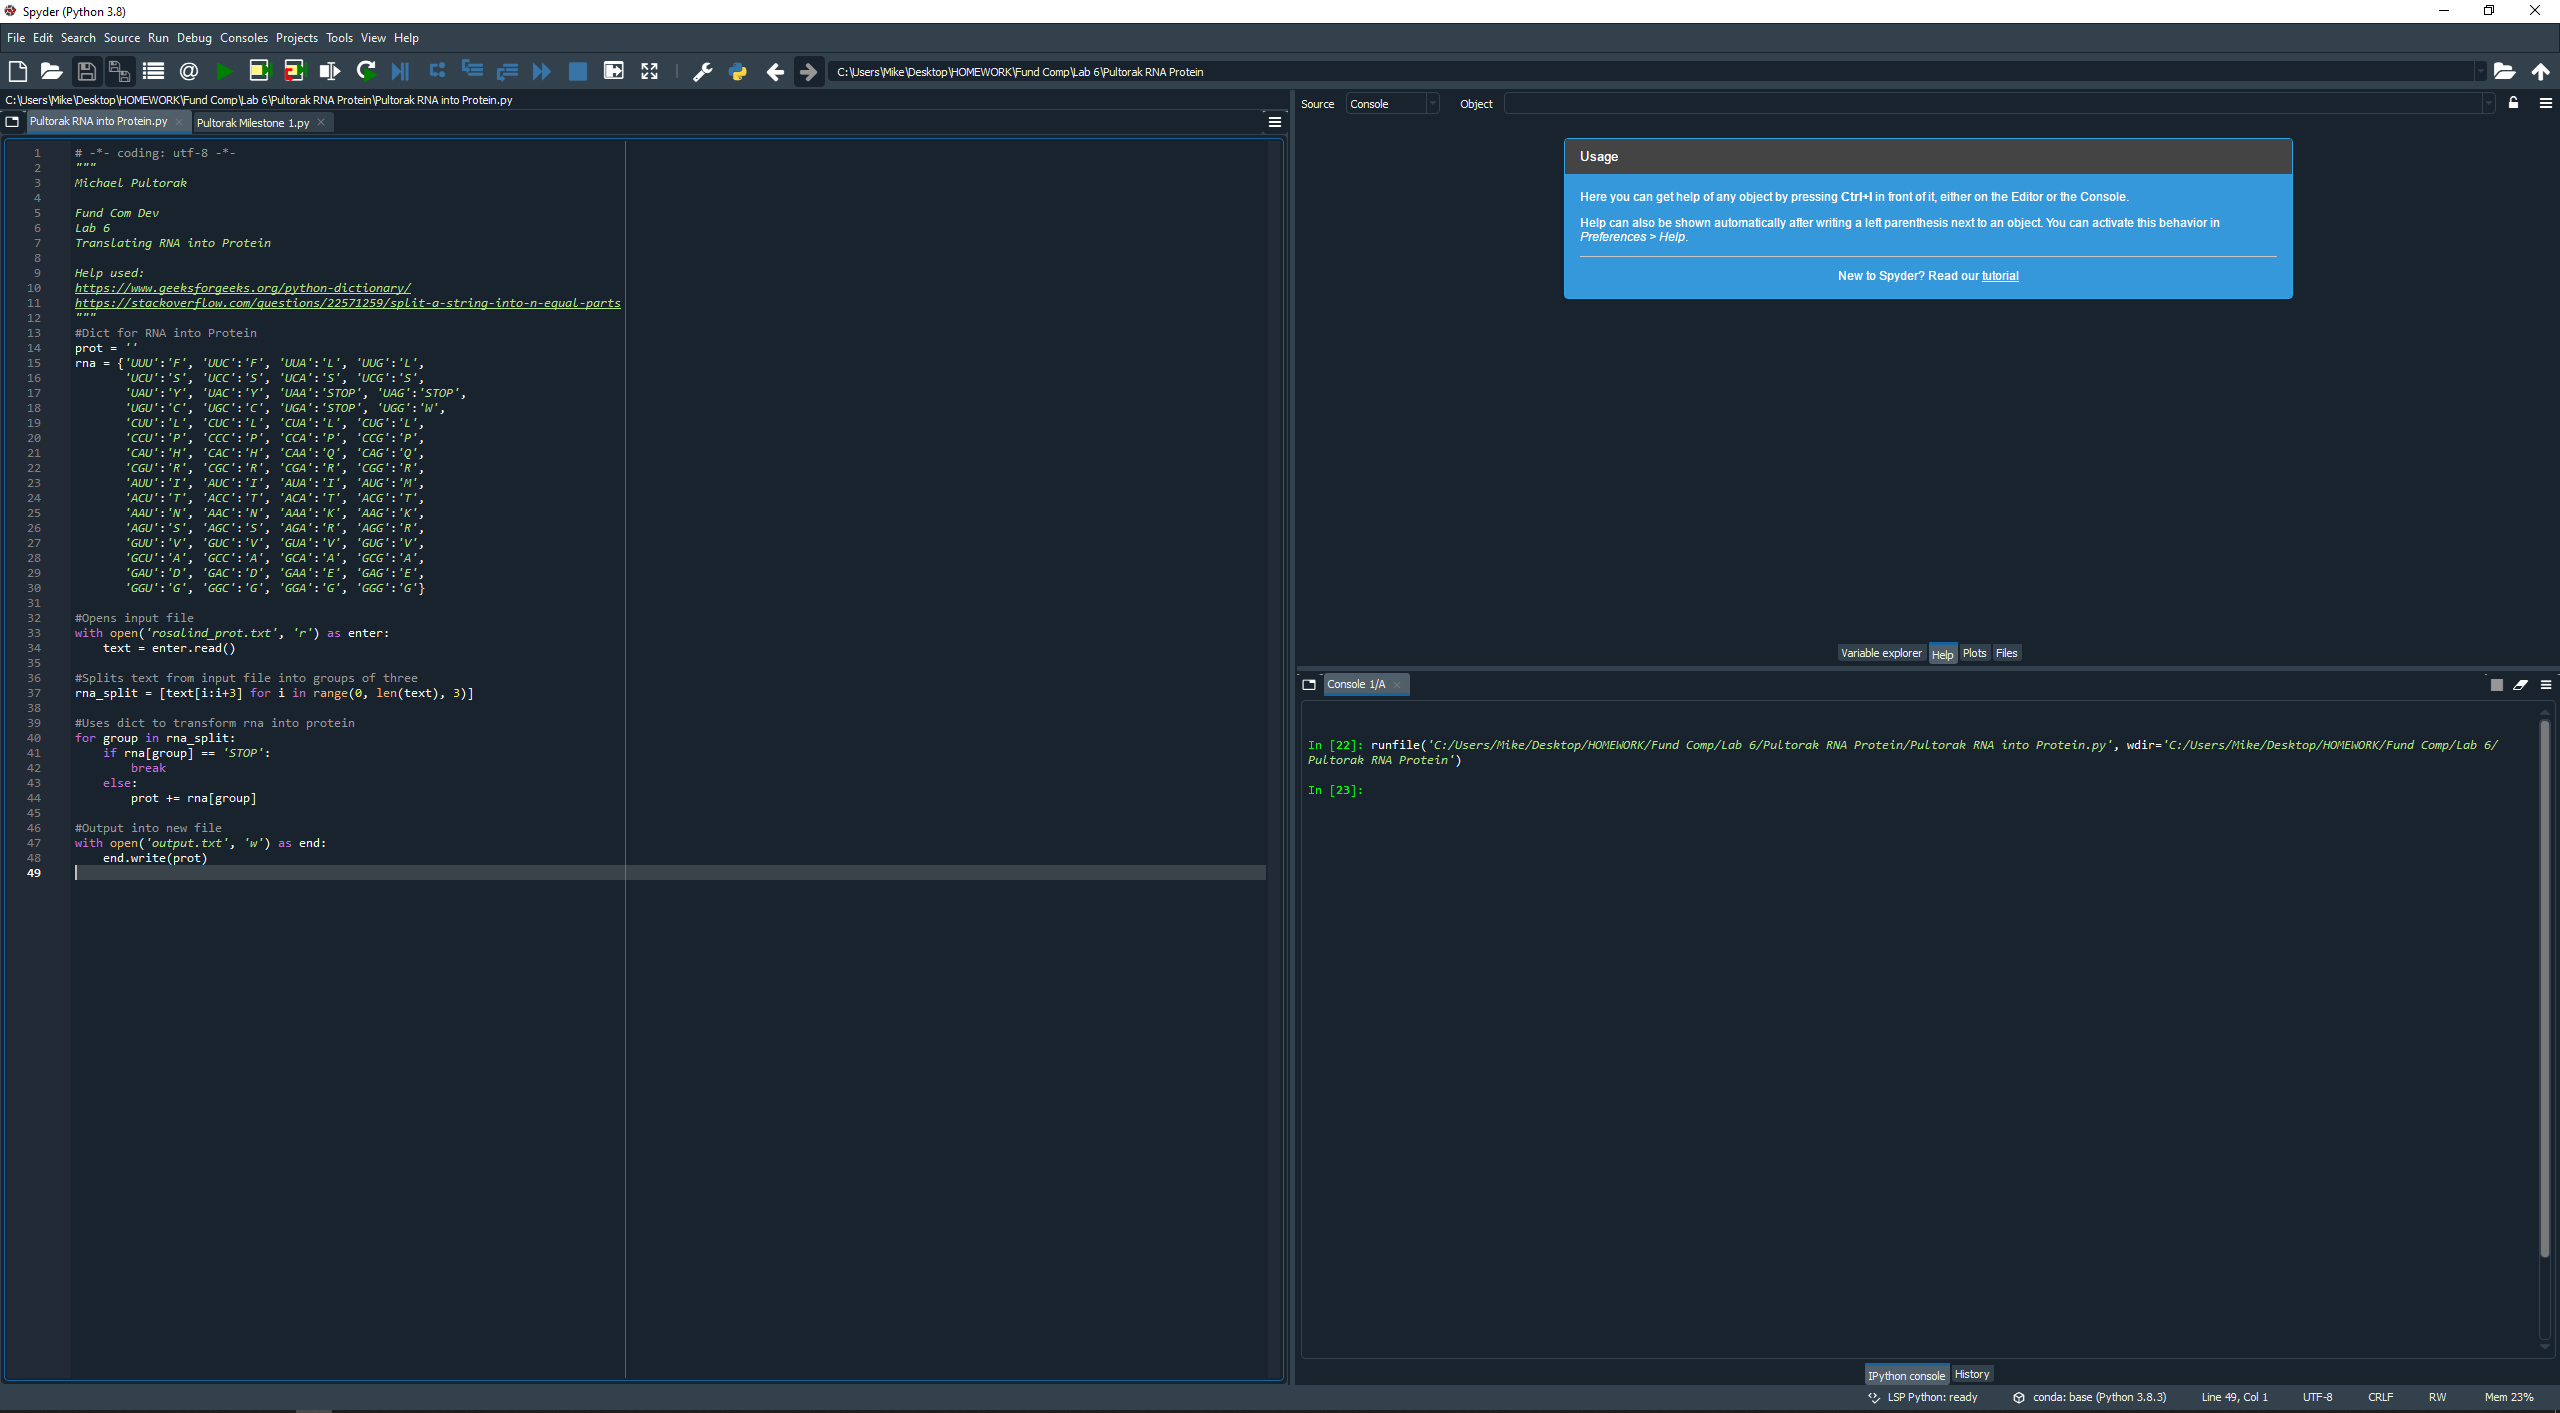 Spyder (Python 3.8)
File Edit Search Source Run Debug Consoles Projects Tools View Help
C:\Users\Mike\Desktop\HOMEWORK\Fund Comp\Lab 6\Pultorak RNA Protein
C:\Users\Mike\Desktop\HOMEWORK\Fund Comp\Lab 6\Pultorak RNA Protein\Pultorak RNA into Protein.py
Pultorak RNA into Protein.py Pultorak Milestone 1.py
1 # -*- coding: utf-8 -*-
2 """
3 Michael Pultorak
4
5 Fund Com Dev
6 Lab 6
7 Translating RNA into Protein
8
9 Help used:
10 https://www.geeksforgeeks.org/python-dictionary/
11 https://stackoverflow.com/questions/22571259/split-a-string-into-n-equal-parts
12 """
13 #Dict for RNA into Protein
14 prot = ''
15 rna = {'UUU':'F', 'UUC':'F', 'UUA':'L', 'UUG':'L',
16 'UCU':'S', 'UCC':'S', 'UCA':'S', 'UCG':'S',
17 'UAU':'Y', 'UAC':'Y', 'UAA':'STOP', 'UAG':'STOP',
18 'UGU':'C', 'UGC':'C', 'UGA':'STOP', 'UGG':'W',
19 'CUU':'L', 'CUC':'L', 'CUA':'L', 'CUG':'L',
20 'CCU':'P', 'CCC':'P', 'CCA':'P', 'CCG':'P',
21 'CAU':'H', 'CAC':'H', 'CAA':'Q', 'CAG':'Q',
22 'CGU':'R', 'CGC':'R', 'CGA':'R', 'CGG':'R',
23 'AUU':'I', 'AUC':'I', 'AUA':'I', 'AUG':'M',
24 'ACU':'T', 'ACC':'T', 'ACA':'T', 'ACG':'T',
25 'AAU':'N', 'AAC':'N', 'AAA':'K', 'AAG':'K',
26 'AGU':'S', 'AGC':'S', 'AGA':'R', 'AGG':'R',
27 'GUU':'V', 'GUC':'V', 'GUA':'V', 'GUG':'V',
28 'GCU':'A', 'GCC':'A', 'GCA':'A', 'GCG':'A',
29 'GAU':'D', 'GAC':'D', 'GAA':'E', 'GAG':'E',
30 'GGU':'G', 'GGC':'G', 'GGA':'G', 'GGG':'G'}
31
32 #Opens input file
33 with open('rosalind_prot.txt', 'r') as enter:
34 text = enter.read()
35
36 #Splits text from input file into groups of three
37 rna_split = [text[i:i+3] for i in range(0, len(text), 3)]
38
39 #Uses dict to transform rna into protein
40 for group in rna_split:
41 if rna[group] == 'STOP':
42 break
43 else:
44 prot += rna[group]
45
46 #Output into new file
47 with open('output.txt', 'w') as end:
48 end.write(prot)
49
Source Console Object
Usage
Here you can get help of any object by pressing Ctrl+I in front of it, either on the Editor or the Console.
Help can also be shown automatically after writing a left parenthesis next to an object. You can activate this behavior in
Preferences > Help.
New to Spyder? Read our tutorial
Variable explorer Help Plots Files
Console 1/A
In [22]: runfile('C:/Users/Mike/Desktop/HOMEWORK/Fund Comp/Lab 6/Pultorak RNA Protein/Pultorak RNA into Protein.py', wdir='C:/Users/Mike/Desktop/HOMEWORK/Fund Comp/Lab 6/
Pultorak RNA Protein')
In [23]:
IPython console History
LSP Python: ready conda: base (Python 3.8.3) Line 49, Col 1 UTF-8 CRLF RW Mem 23%